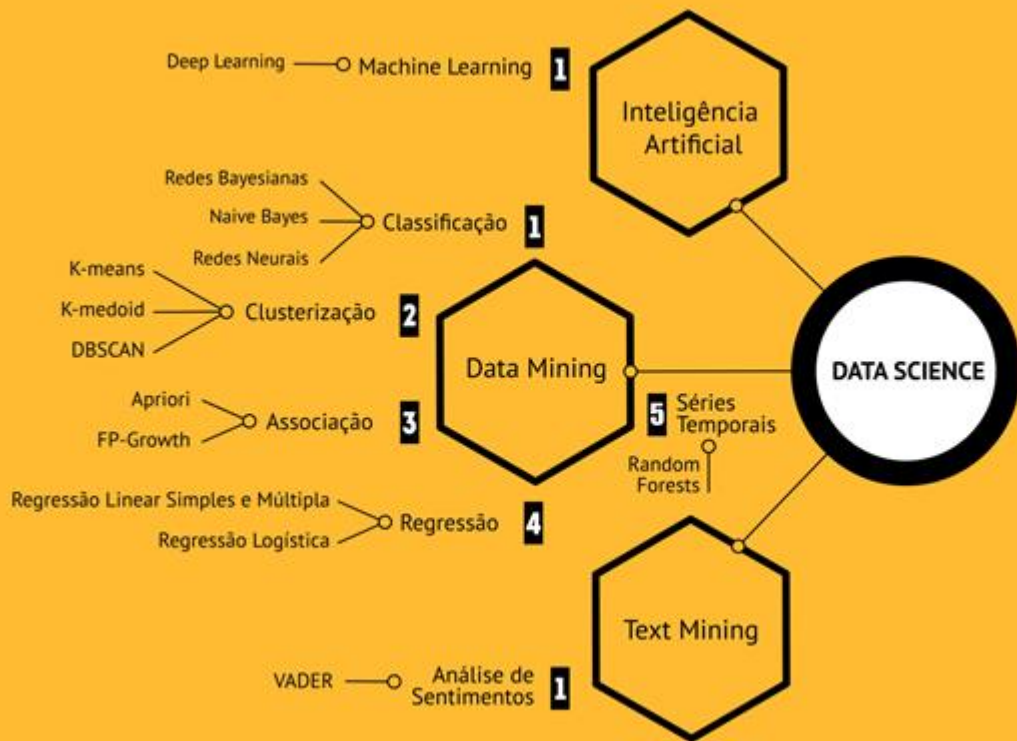 Deep Learning
Machine Learning
1
Inteligência
Artificial
Redes Bayesianas
Naive Bayes
Redes Neurais
Classificação
1
K-means
K-medoid
DBSCAN
Clusterização
2
Data Mining
DATA SCIENCE
Apriori
FP-Growth
Associação
3
5
Séries
Temporais
Random
Forests
Regressão Linear Simples e Múltipla
Regressão Logística
Regressão
4
Text Mining
VADER
Análise de
Sentimentos
1